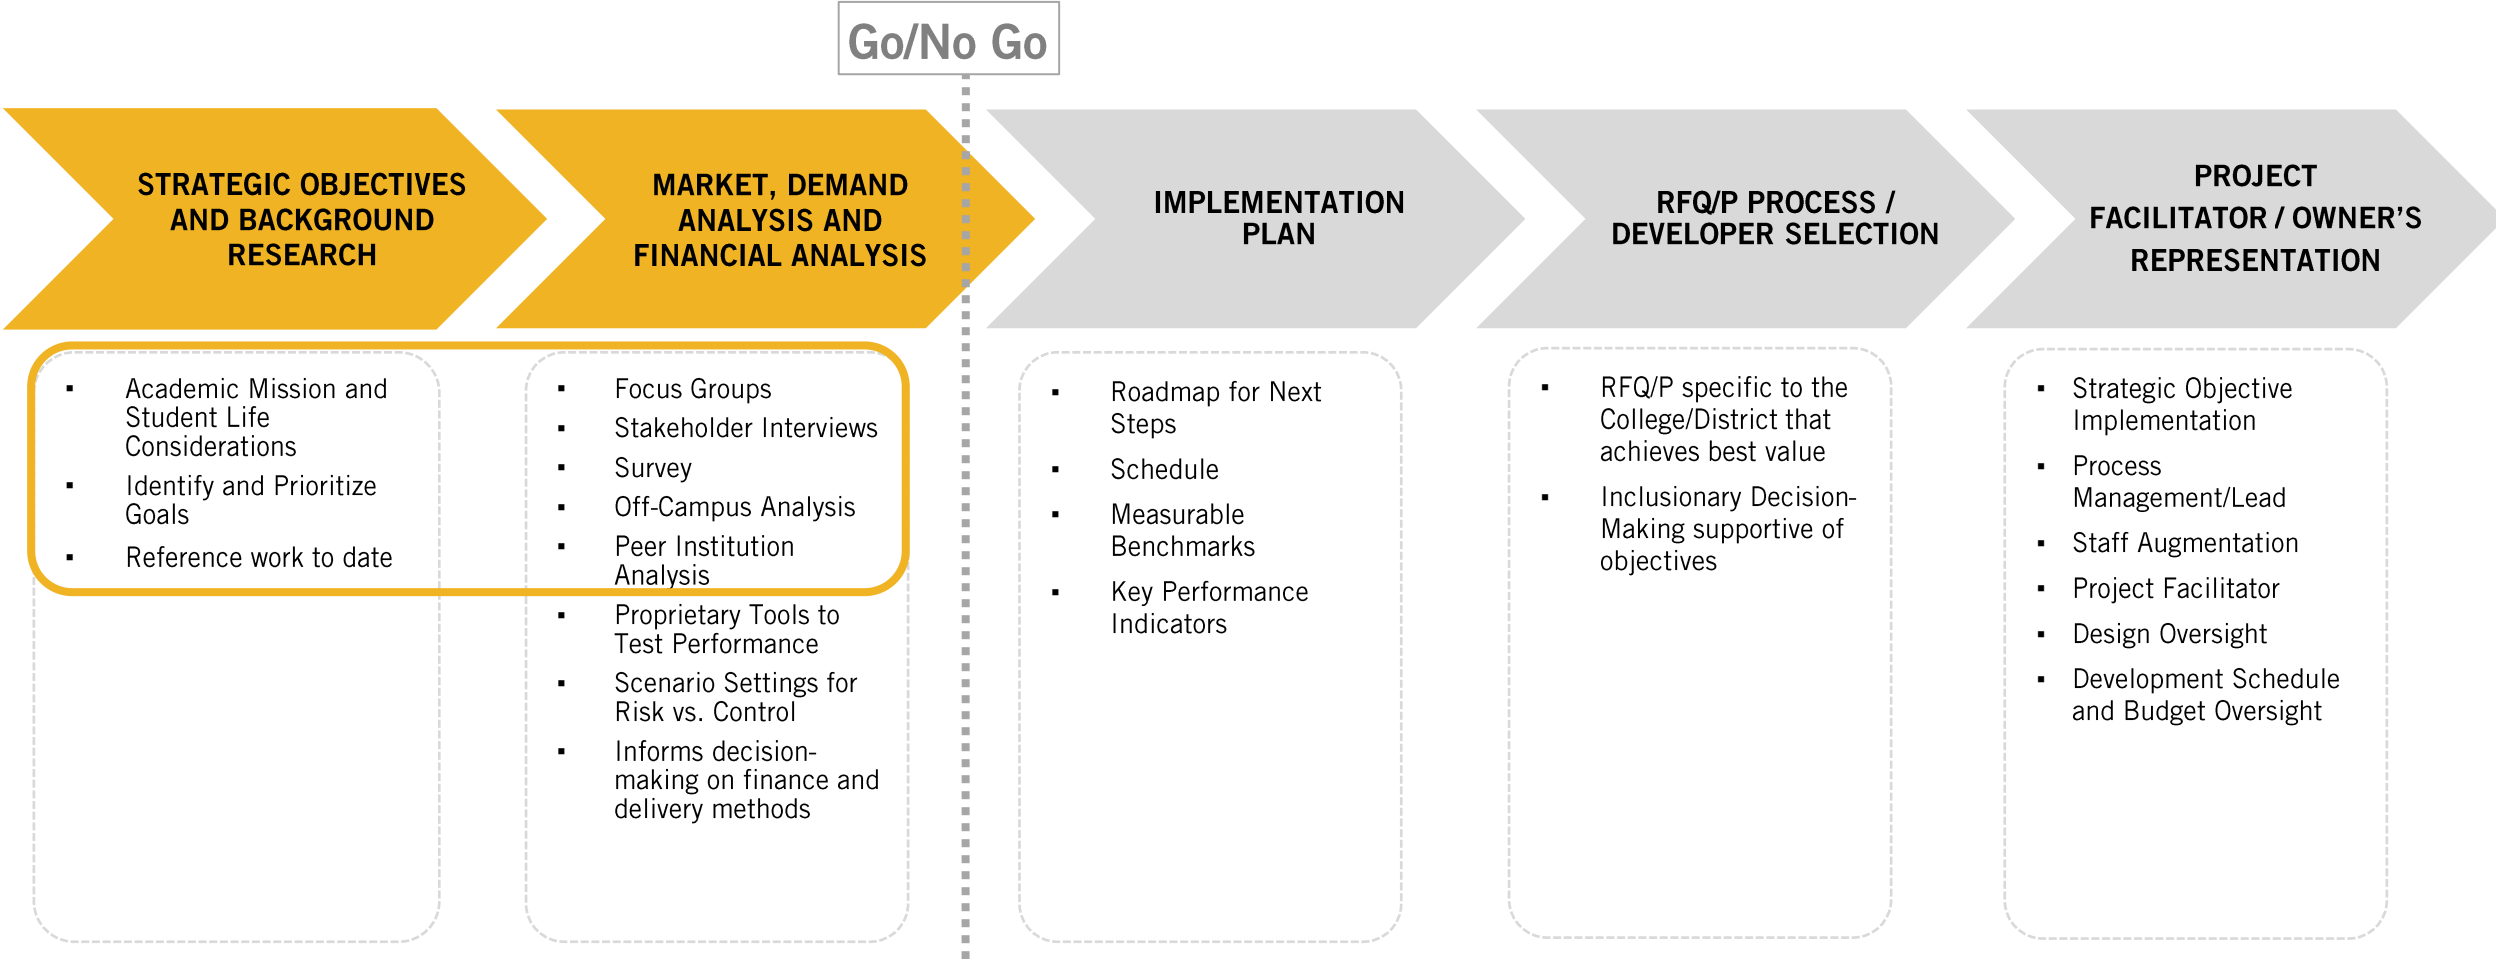 Go/No Go
STRATEGIC OBJECTIVES
AND BACKGROUND
RESEARCH
▪ Academic Mission and
Student Life
Considerations
▪ Identify and Prioritize
Goals
▪ Reference work to date
MARKET, DEMAND
ANALYSIS AND
FINANCIAL ANALYSIS
▪ Focus Groups
▪ Stakeholder Interviews
▪ Survey
▪ Off-Campus Analysis
▪ Peer Institution
Analysis
▪ Proprietary Tools to
Test Performance
▪ Scenario Settings for
Risk vs. Control
▪ Informs decision-
making on finance and
delivery methods
IMPLEMENTATION
PLAN
▪ Roadmap for Next
Steps
▪ Schedule
▪ Measurable
Benchmarks
▪ Key Performance
Indicators
RFQ/P PROCESS /
DEVELOPER SELECTION
▪ RFQ/P specific to the
College/District that
achieves best value
▪ Inclusionary Decision-
Making supportive of
objectives
PROJECT
FACILITATOR / OWNER’S
REPRESENTATION
▪ Strategic Objective
Implementation
▪ Process
Management/Lead
▪ Staff Augmentation
▪ Project Facilitator
▪ Design Oversight
▪ Development Schedule
and Budget Oversight